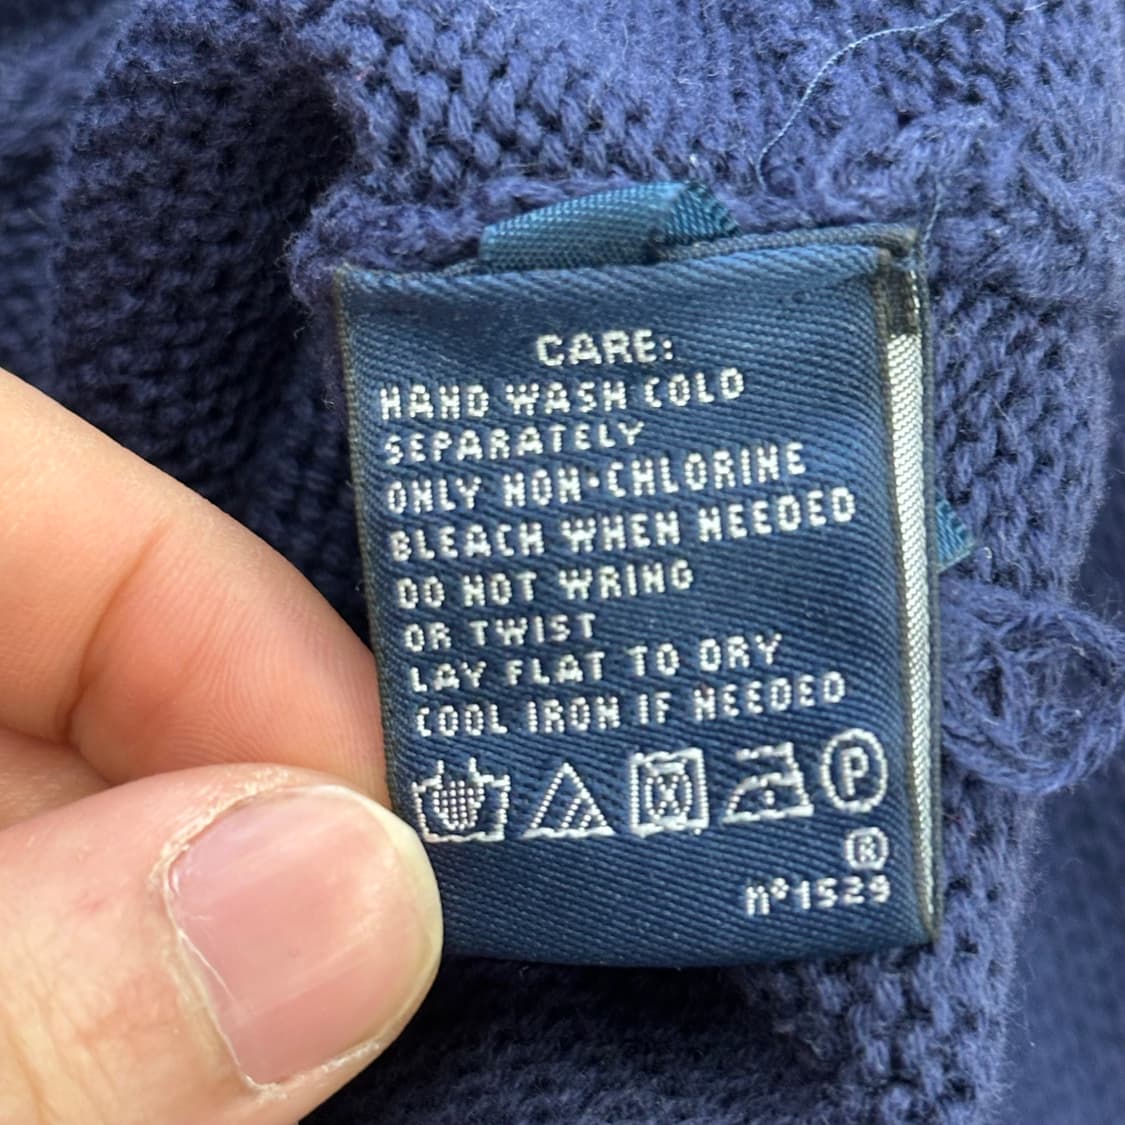 CARE:
HAND WASH COLD
SEPARATELY
ONLY NON-CHLORINE
BLEACH WHEN NEEDED
DO NOT WRING
OR TWIST
LAY FLAT TO DRY
COOL IRON IF NEEDED
P
®
nº1529